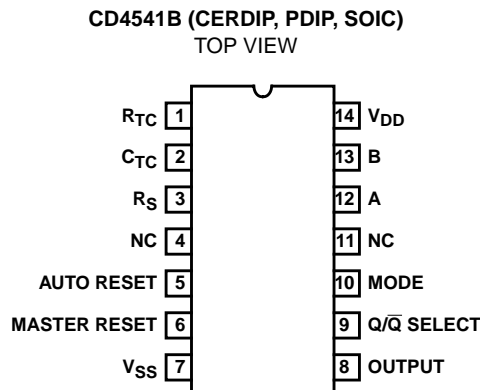 CD4541B (CERDIP, PDIP, SOIC)
TOP VIEW
RTC 1 14 VDD
CTC 2 13 B
RS 3 12 A
NC 4 11 NC
AUTO RESET 5 10 MODE
MASTER RESET 6 9 Q/Q̅ SELECT
VSS 7 8 OUTPUT